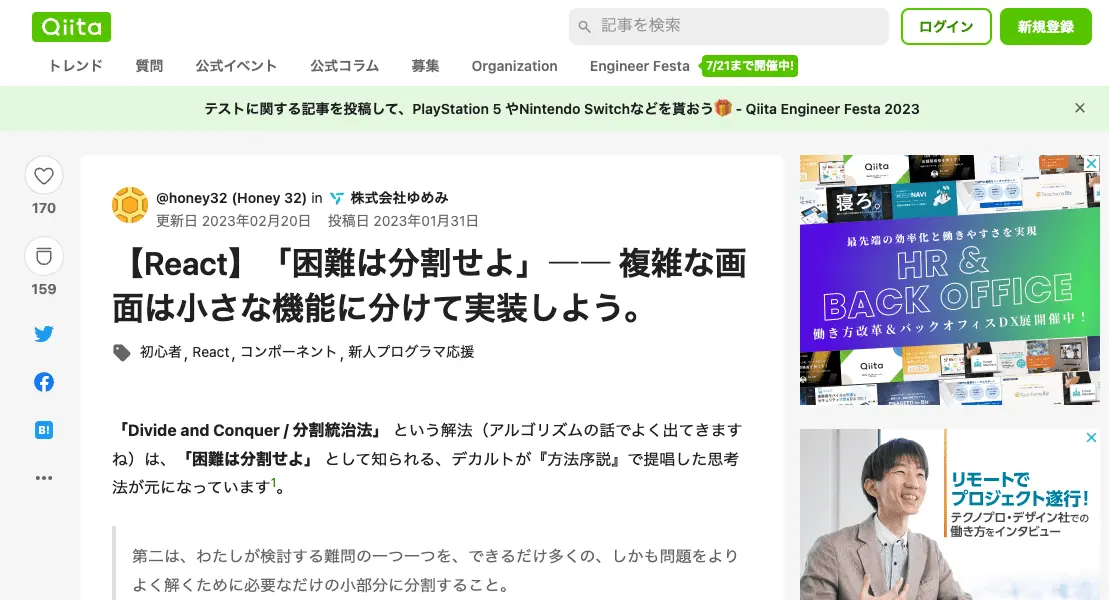 Qiita
記事を検索
ログイン
新規登録
トレンド 質問 公式イベント 公式コラム 募集 Organization Engineer Festa 7/21まで開催中!
テストに関する記事を投稿して、PlayStation 5 やNintendo Switchなどを貰おう🎁 - Qiita Engineer Festa 2023
170
159
B!
@honey32 (Honey 32) in 株式会社ゆめみ
更新日 2023年02月20日 投稿日 2023年01月31日
【React】「困難は分割せよ」―― 複雑な画
面は小さな機能に分けて実装しよう。
初心者, React, コンポーネント, 新人プログラマ応援
「Divide and Conquer / 分割統治法」 という解法（アルゴリズムの話でよく出てきます
ね）は、「困難は分割せよ」 として知られる、デカルトが『方法序説』で提唱した思考
法が元になっています1。
第二は、わたしが検討する難問の一つ一つを、できるだけ多くの、しかも問題をより
よく解くために必要なだけの小部分に分割すること。
Qiita
NAVI
寝ろ。
最先端の効率化と働きやすさを実現
HR &
BACK OFFICE
働き方改革＆バックオフィスDX展開催中！
Qiita
リモートで
プロジェクト遂行!
テクノプロ・デザイン社での
働き方をインタビュー